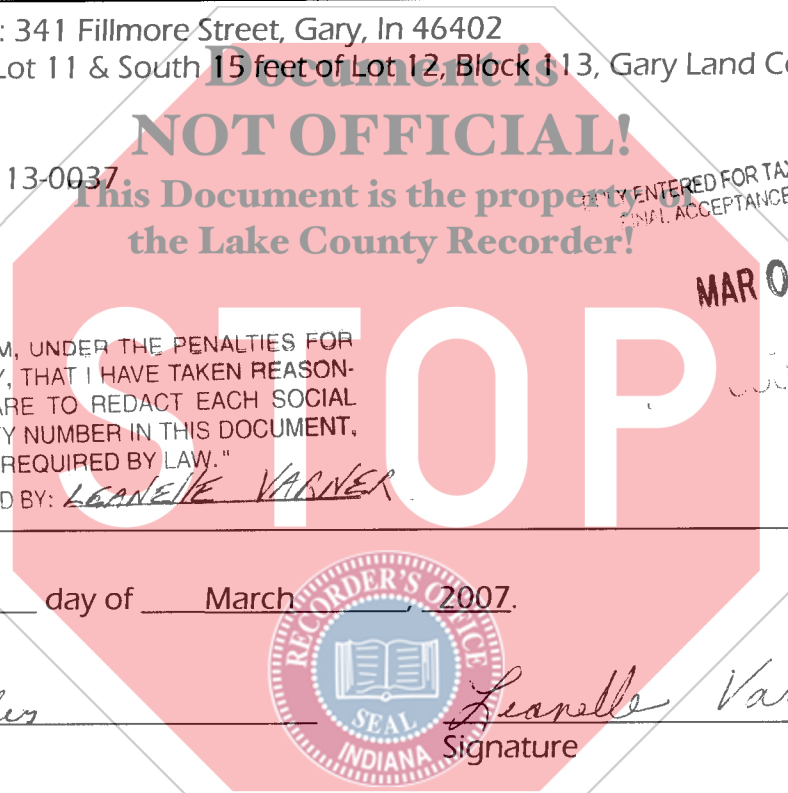 : 341 Fillmore Street, Gary, In 46402
Lot 11 & South 15 feet of Lot 12, Block 113, Gary Land Co
Document is
NOT OFFICIAL!
13-0037
This Document is the property of
the Lake County Recorder!
ENTERED FOR TAX
FINAL ACCEPTANCE
MAR 0
STOP
M, UNDER THE PENALTIES FOR
Y, THAT I HAVE TAKEN REASON-
ARE TO REDACT EACH SOCIAL
Y NUMBER IN THIS DOCUMENT,
REQUIRED BY LAW."
D BY: LEANELLE VARNER
day of March, 2007.
RECORDER'S OFFICE
SEAL
INDIANA
Leanelle Var
Signature